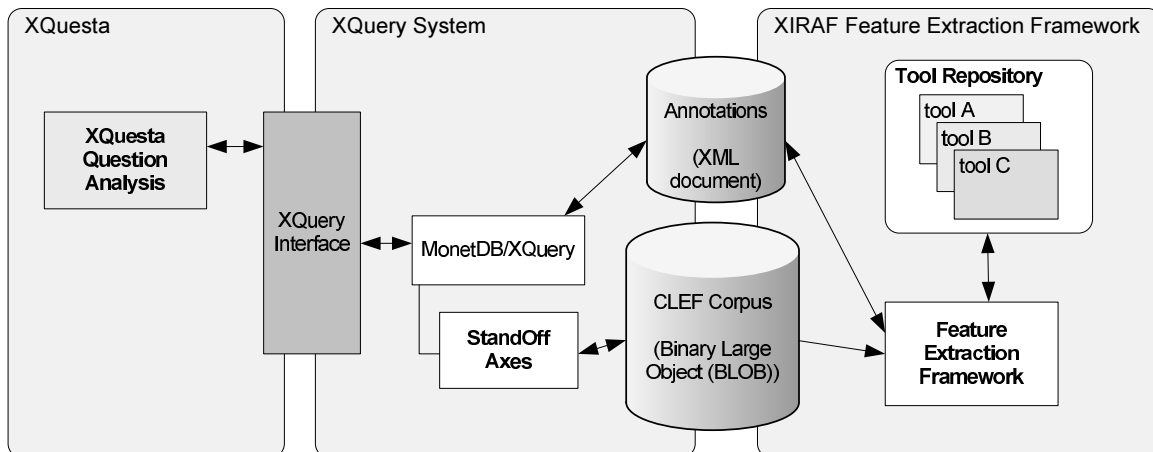 XQuesta
XQuesta
Question
Analysis
XQuery
Interface
XQuery System
MonetDB/XQuery
StandOff
Axes
Annotations
(XML
document)
CLEF Corpus
(Binary Large
Object (BLOB))
XIRAF Feature Extraction Framework
Tool Repository
tool A
tool B
tool C
Feature
Extraction
Framework